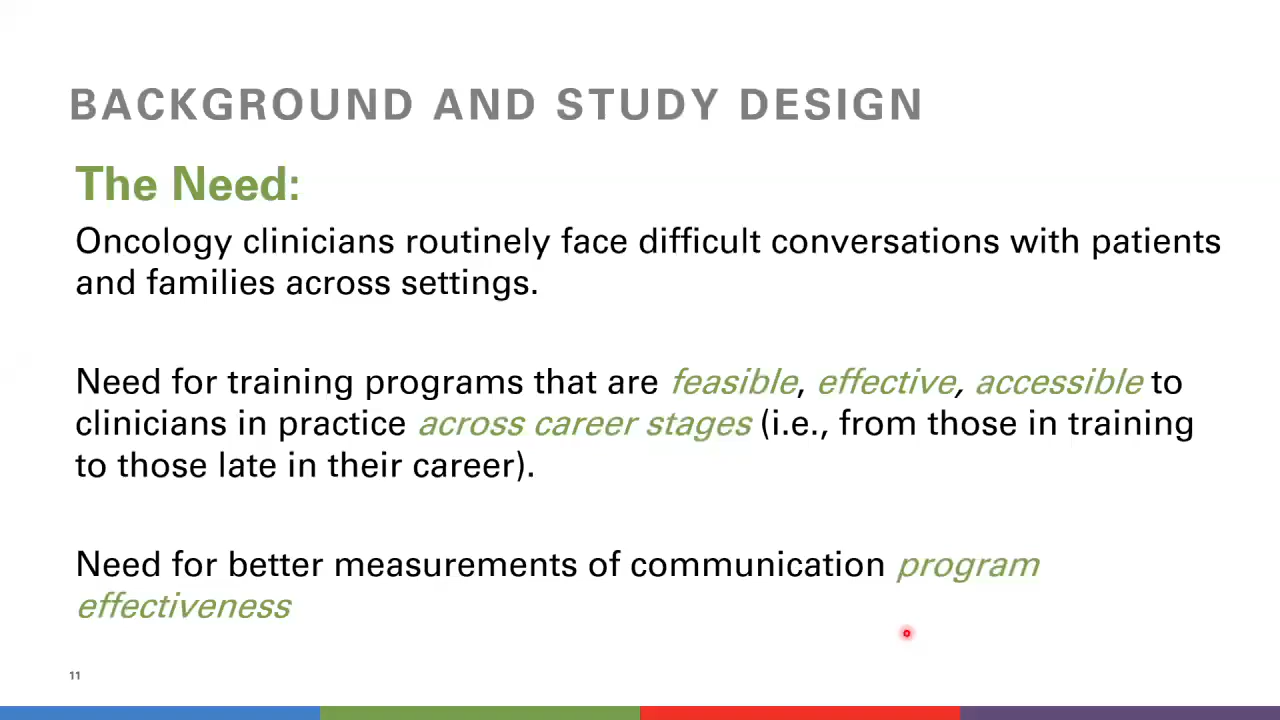 BACKGROUND AND STUDY DESIGN
The Need:
Oncology clinicians routinely face difficult conversations with patients
and families across settings.
Need for training programs that are feasible, effective, accessible to
clinicians in practice across career stages (i.e., from those in training
to those late in their career).
Need for better measurements of communication program
effectiveness
11